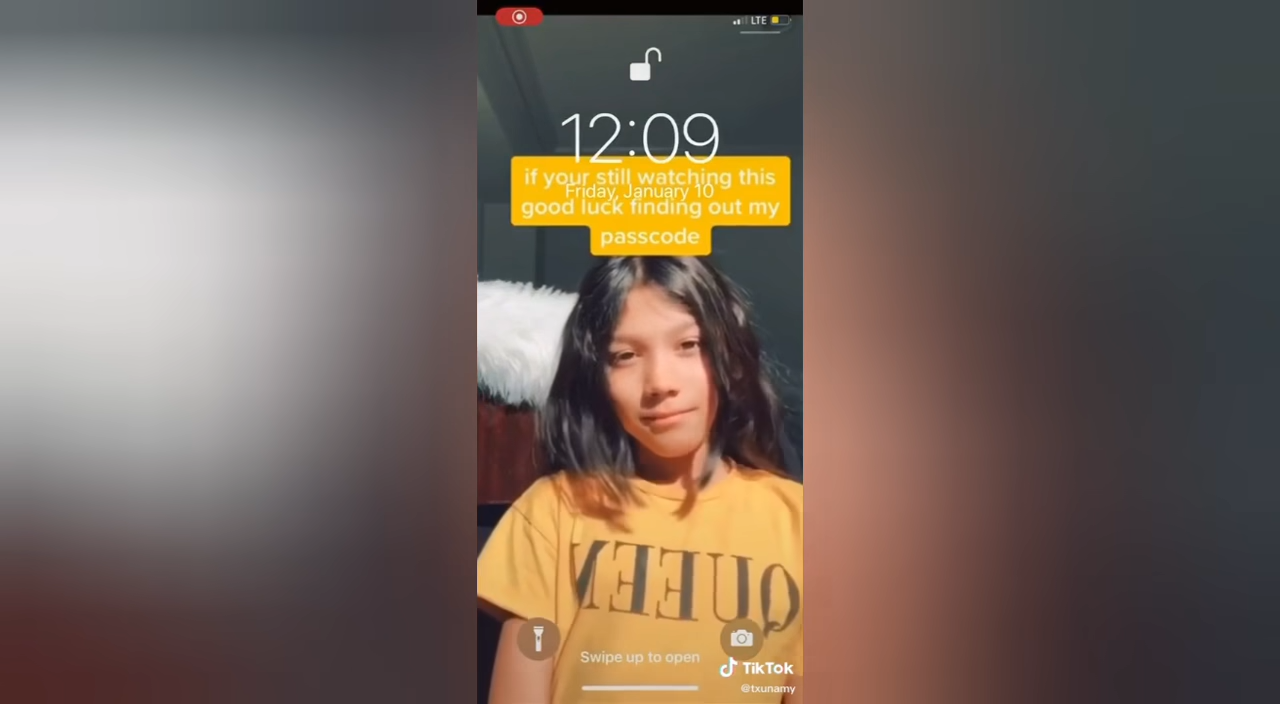 LTE
12:09
if your still watching this
Friday, January 10
good luck finding out my
passcode
QUEEN
Swipe up to open
TikTok
@txunamy